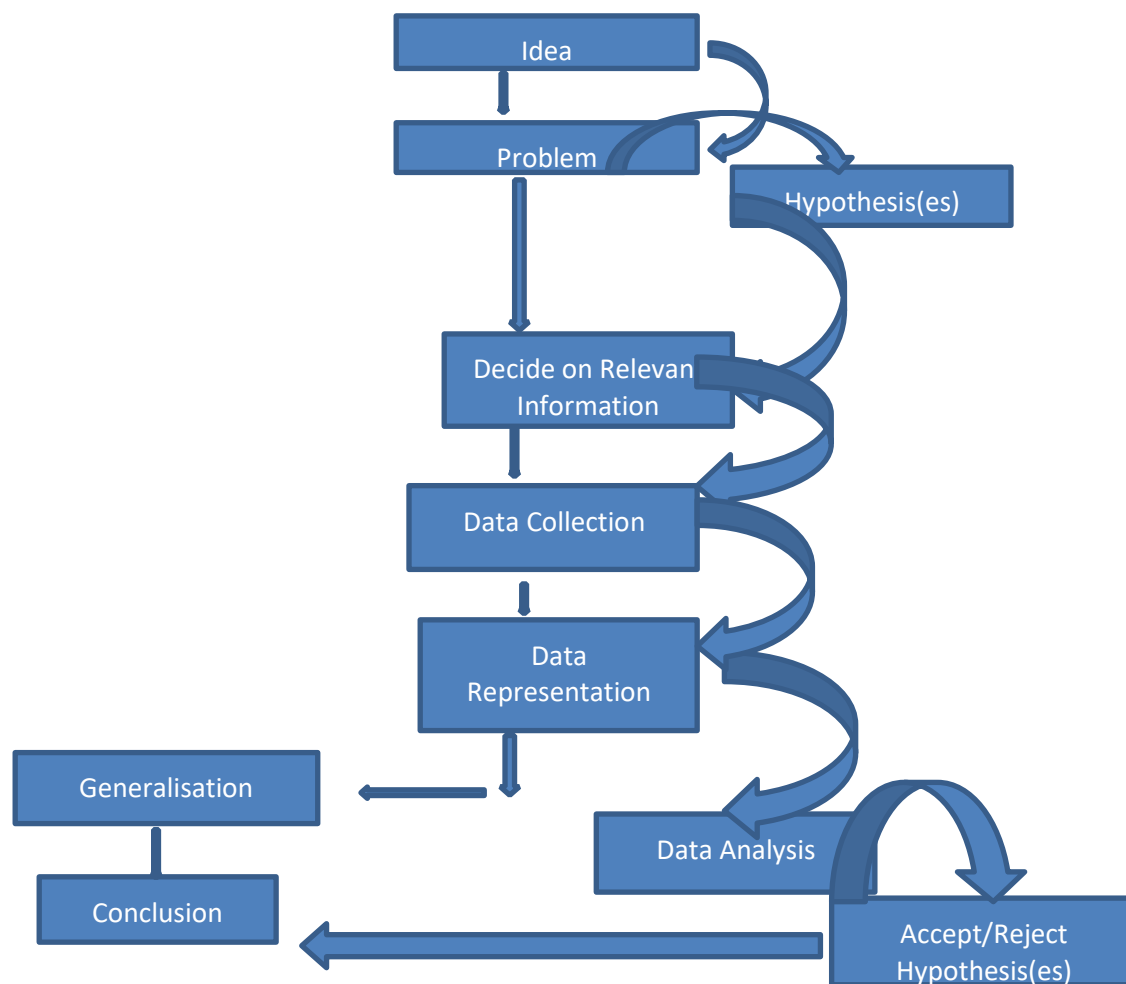 Idea
Problem
Hypothesis(es)
Decide on Relevan
Information
Data Collection
Data
Representation
Generalisation
Data Analysis
Conclusion
Accept/Reject
Hypothesis(es)